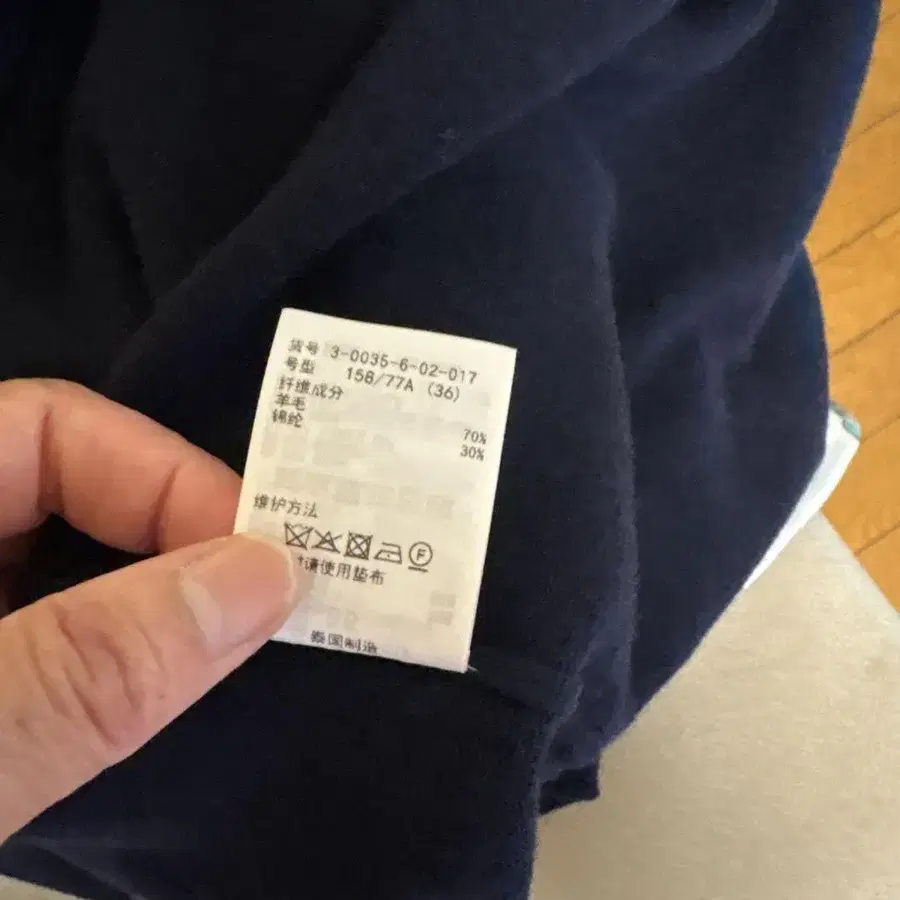 货号 3-0035-6-02-017
号型 158/77A (36)
纤维成分
羊毛 70%
锦纶 30%
维护方法
F
请使用垫布
泰国制造